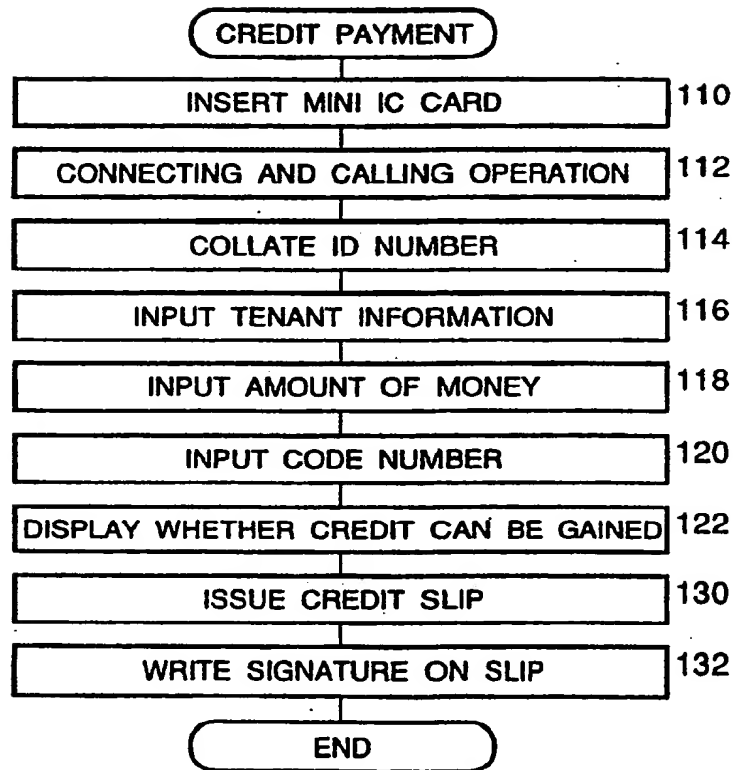 CREDIT PAYMENT
INSERT MINI IC CARD 110
CONNECTING AND CALLING OPERATION 112
COLLATE ID NUMBER 114
INPUT TENANT INFORMATION 116
INPUT AMOUNT OF MONEY 118
INPUT CODE NUMBER 120
DISPLAY WHETHER CREDIT CAN BE GAINED 122
ISSUE CREDIT SLIP 130
WRITE SIGNATURE ON SLIP 132
END